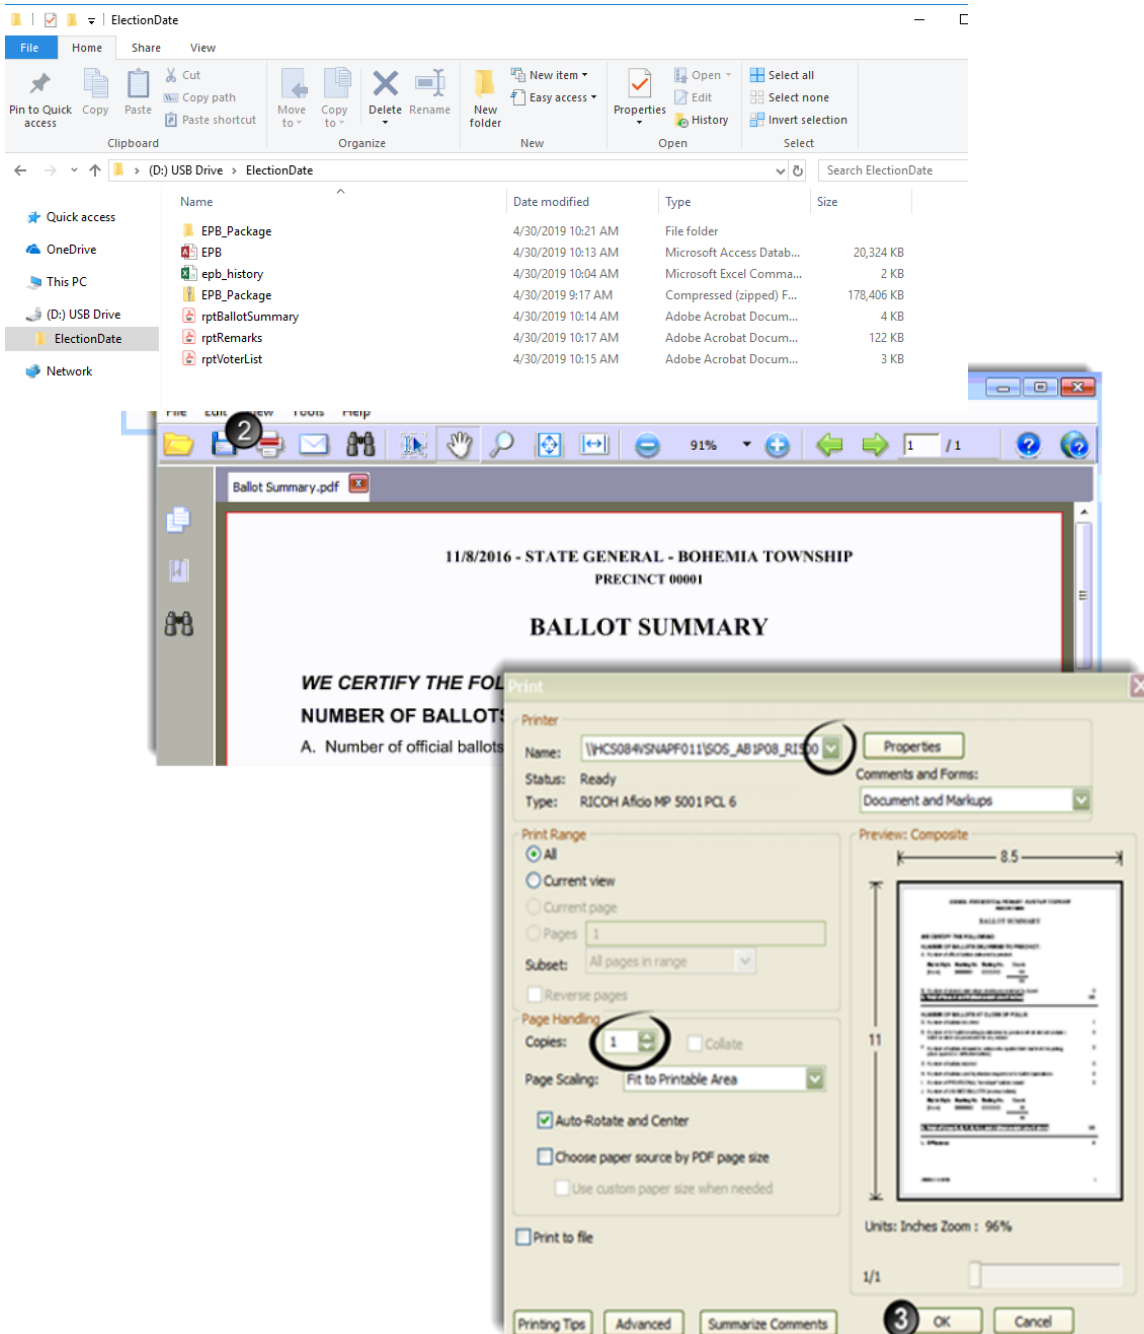 ElectionDate
File Home Share View
Pin to Quick access
Copy
Paste
Cut
Copy path
Paste shortcut
Move to
Copy to
Delete
Rename
New folder
New item
Easy access
Properties
Open
Edit
History
Select all
Select none
Invert selection
Clipboard Organize New Open Select
(D:) USB Drive > ElectionDate
Search ElectionDate
Quick access
OneDrive
This PC
(D:) USB Drive
ElectionDate
Network
Name Date modified Type Size
EPB_Package 4/30/2019 10:21 AM File folder
EPB 4/30/2019 10:13 AM Microsoft Access Datab... 20,324 KB
epb_history 4/30/2019 10:04 AM Microsoft Excel Comma... 2 KB
EPB_Package 4/30/2019 9:17 AM Compressed (zipped) F... 178,406 KB
rptBallotSummary 4/30/2019 10:14 AM Adobe Acrobat Docum... 4 KB
rptRemarks 4/30/2019 10:17 AM Adobe Acrobat Docum... 122 KB
rptVoterList 4/30/2019 10:15 AM Adobe Acrobat Docum... 3 KB
File Edit View Tools Help
2
91%
1 / 1
Ballot Summary.pdf
11/8/2016 - STATE GENERAL - BOHEMIA TOWNSHIP
PRECINCT 00001
BALLOT SUMMARY
WE CERTIFY THE FOL
NUMBER OF BALLOTS
A. Number of official ballots
Print
Printer
Name: \\HCS084VSNAPF011\SOS_AB1P08_RI500
Properties
Status: Ready
Comments and Forms:
Type: RICOH Aficio MP 5001 PCL 6
Document and Markups
Print Range
All
Current view
Current page
Pages 1
Subset: All pages in range
Reverse pages
Page Handling
Copies: 1
Collate
Page Scaling: Fit to Printable Area
Auto-Rotate and Center
Choose paper source by PDF page size
Use custom paper size when needed
Print to file
Preview: Composite
8.5
11
BALLOT SUMMARY
Units: Inches Zoom : 96%
1/1
Printing Tips
Advanced
Summarize Comments
3
OK
Cancel